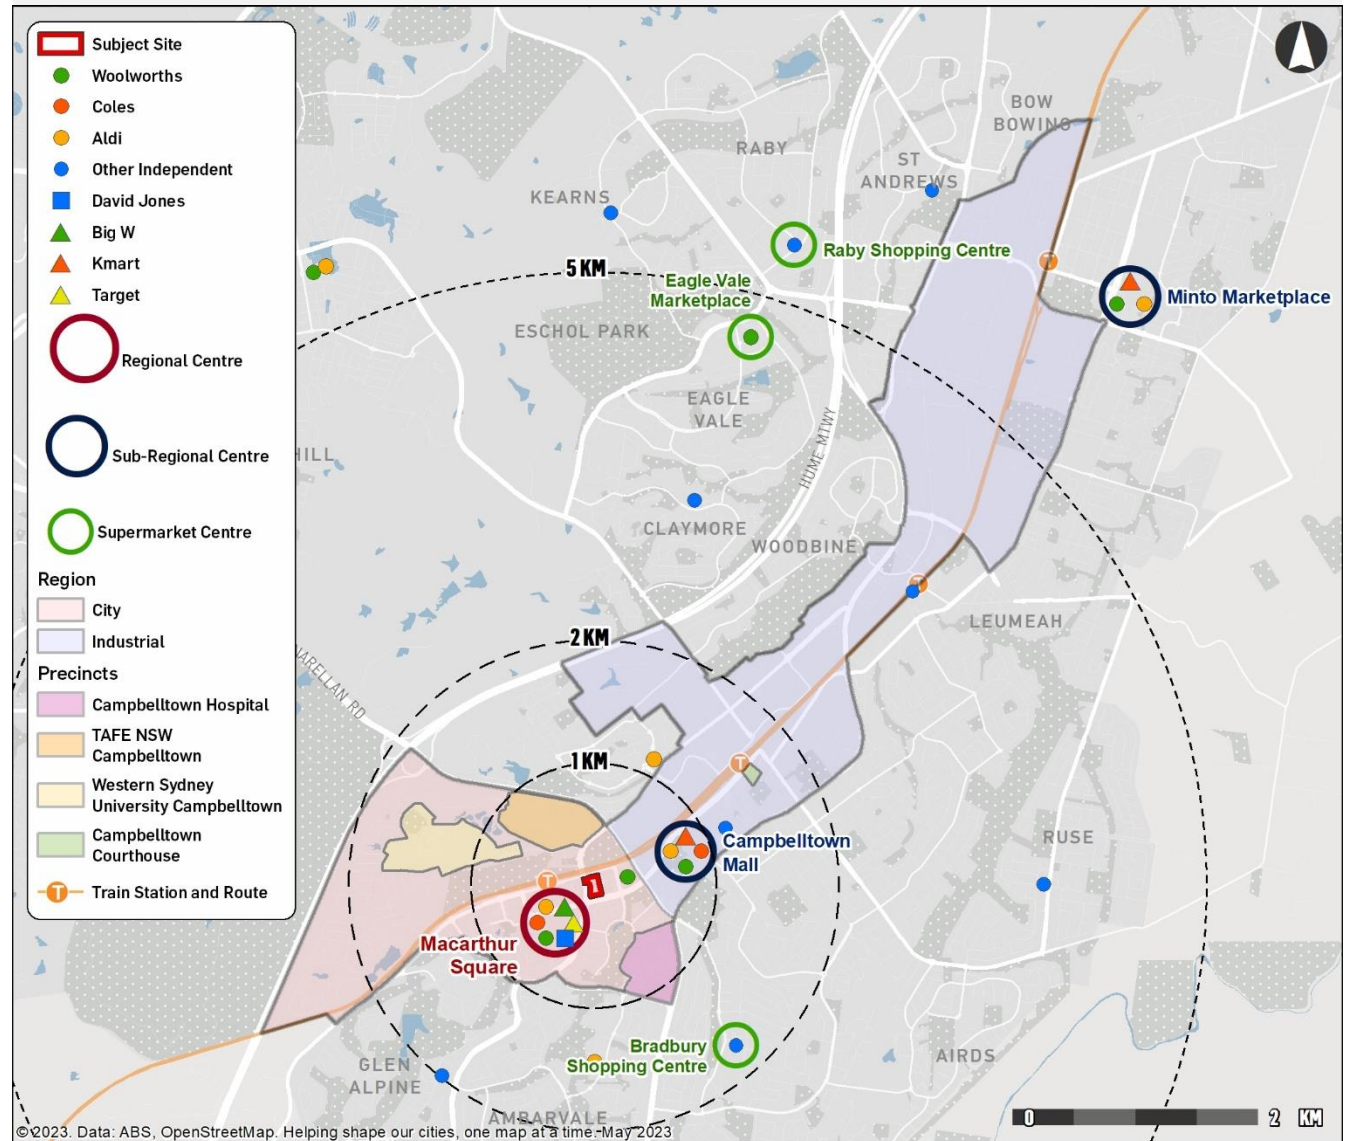 Subject Site
Woolworths
Coles
Aldi
Other Independent
David Jones
Big W
Kmart
Target
Regional Centre
Sub-Regional Centre
Supermarket Centre
Region
City
Industrial
Precincts
Campbelltown Hospital
TAFE NSW
Campbelltown
Western Sydney
University Campbelltown
Campbelltown
Courthouse
T
Train Station and Route
BOW
BOWING
RABY
ST
ANDREWS
KEARNS
Raby Shopping Centre
T
5 KM
Eagle Vale
Marketplace
Minto Marketplace
ESCHOL PARK
EAGLE
VALE
HUME MTWY
HILL
CLAYMORE
WOODBINE
T
LEUMEAH
2 KM
NARELLAN RD
1 KM
T
RUSE
Campbelltown
Mall
T
1
Macarthur
Square
Bradbury
Shopping Centre
AIRDS
GLEN
ALPINE
AMBARVALE
0 2 KM
©2023. Data: ABS, OpenStreetMap. Helping shape our cities, one map at a time. May 2023